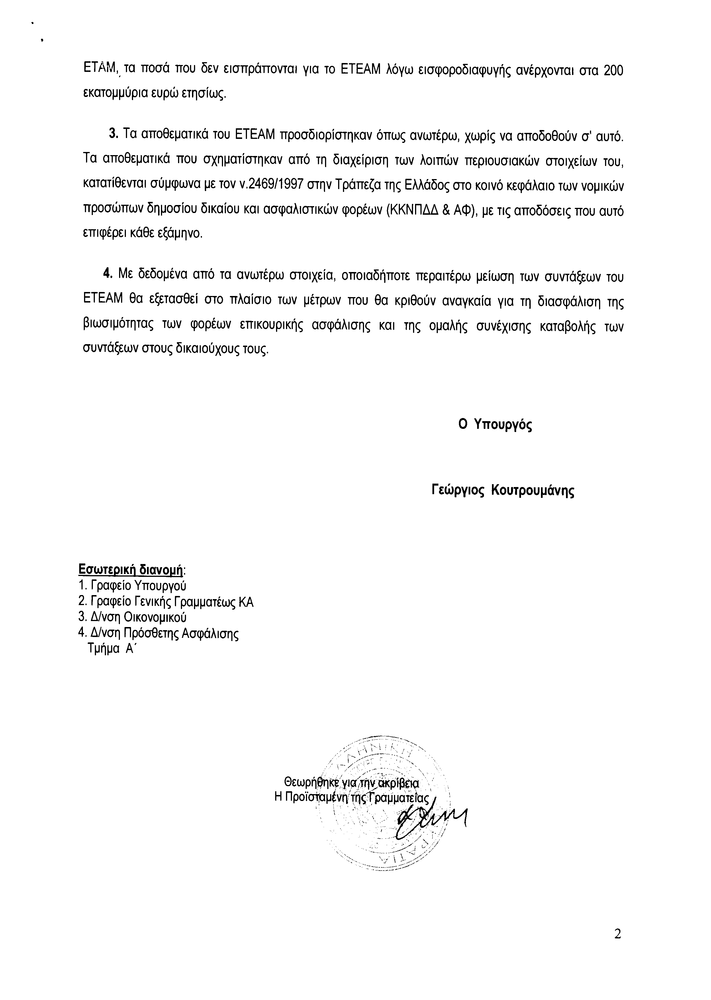 ΕΤΑΜ, τα ποσά που δεν εισπράττονται για το ΕΤΕΑΜ λόγω εισφοροδιαφυγής ανέρχονται στα 200
εκατομμύρια ευρώ ετησίως.
3. Τα αποθεματικά του ΕΤΕΑΜ προσδιορίστηκαν όπως ανωτέρω, χωρίς να αποδοθούν σ' αυτό.
Τα αποθεματικά που σχηματίστηκαν από τη διαχείριση των λοιπών περιουσιακών στοιχείων του,
κατατίθενται σύμφωνα με τον ν.2469/1997 στην Τράπεζα της Ελλάδος στο κοινό κεφάλαιο των νομικών
προσώπων δημοσίου δικαίου και ασφαλιστικών φορέων (ΚΚΝΠΔΔ & ΑΦ), με τις αποδόσεις που αυτό
επιφέρει κάθε εξάμηνο.
4. Με δεδομένα από τα ανωτέρω στοιχεία, οποιαδήποτε περαιτέρω μείωση των συντάξεων του
ΕΤΕΑΜ θα εξετασθεί στο πλαίσιο των μέτρων που θα κριθούν αναγκαία για τη διασφάλιση της
βιωσιμότητας των φορέων επικουρικής ασφάλισης και της ομαλής συνέχισης καταβολής των
συντάξεων στους δικαιούχους τους.
Ο Υπουργός
Γεώργιος Κουτρουμάνης
Εσωτερική διανομή:
1. Γραφείο Υπουργού
2. Γραφείο Γενικής Γραμματέως ΚΑ
3. Δ/νση Οικονομικού
4. Δ/νση Πρόσθετης Ασφάλισης
Τμήμα Α΄
Θεωρήθηκε για την ακρίβεια
Η Προϊσταμένη της Γραμματείας
2